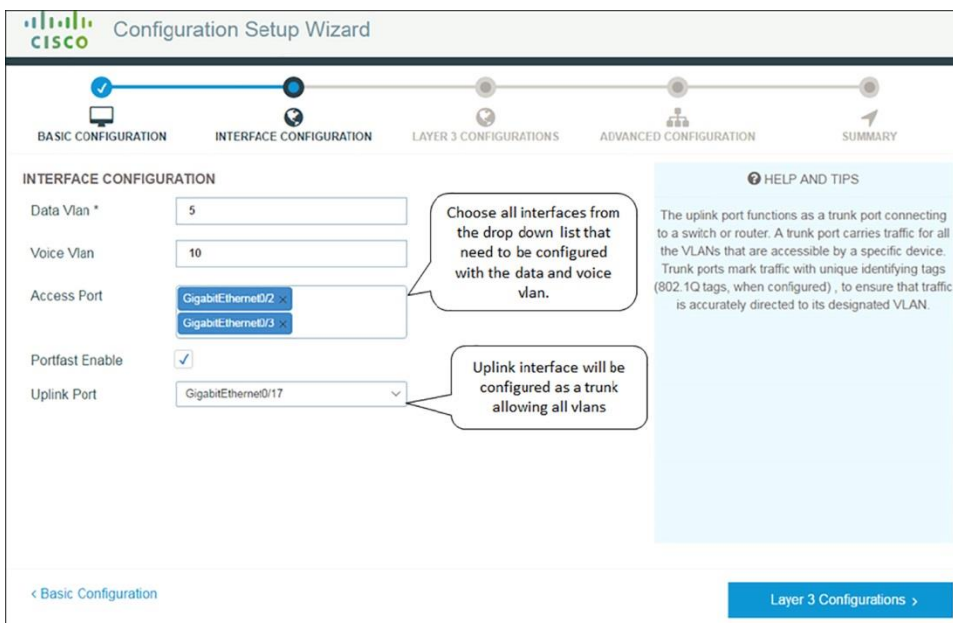 CISCO
Configuration Setup Wizard
BASIC CONFIGURATION
INTERFACE CONFIGURATION
LAYER 3 CONFIGURATIONS
ADVANCED CONFIGURATION
SUMMARY
INTERFACE CONFIGURATION
Data Vlan *
5
Voice Vlan
10
Access Port
GigabitEthernet0/2 ×
GigabitEthernet0/3 ×
Portfast Enable
Uplink Port
GigabitEthernet0/17
Choose all interfaces from
the drop down list that
need to be configured
with the data and voice
vlan.
Uplink interface will be
configured as a trunk
allowing all vlans
HELP AND TIPS
The uplink port functions as a trunk port connecting
to a switch or router. A trunk port carries traffic for all
the VLANs that are accessible by a specific device.
Trunk ports mark traffic with unique identifying tags
(802.1Q tags, when configured) , to ensure that traffic
is accurately directed to its designated VLAN.
< Basic Configuration
Layer 3 Configurations >